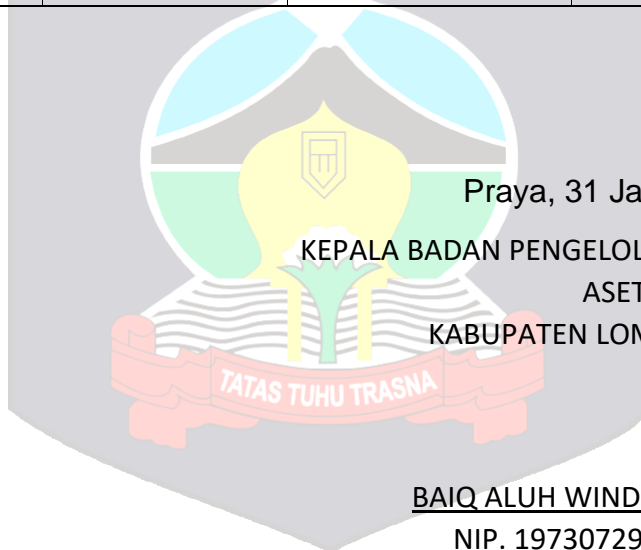 Praya, 31 Ja
KEPALA BADAN PENGELOL
ASET
KABUPATEN LON
TATAS TUHU TRASNA
BAIQ ALUH WIND
NIP. 19730729